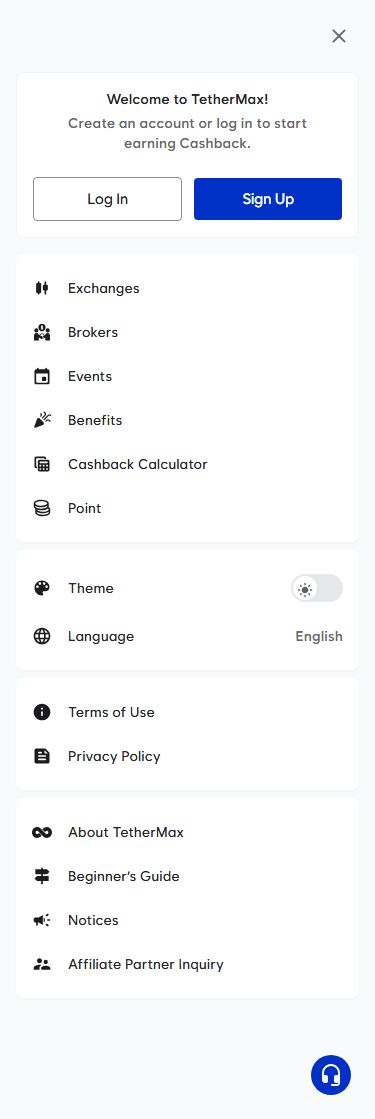 Welcome to TetherMax!
Create an account or log in to start
earning Cashback.
Log In
Sign Up
Exchanges
Brokers
Events
Benefits
Cashback Calculator
Point
Theme
Language
English
Terms of Use
Privacy Policy
About TetherMax
Beginner's Guide
Notices
Affiliate Partner Inquiry